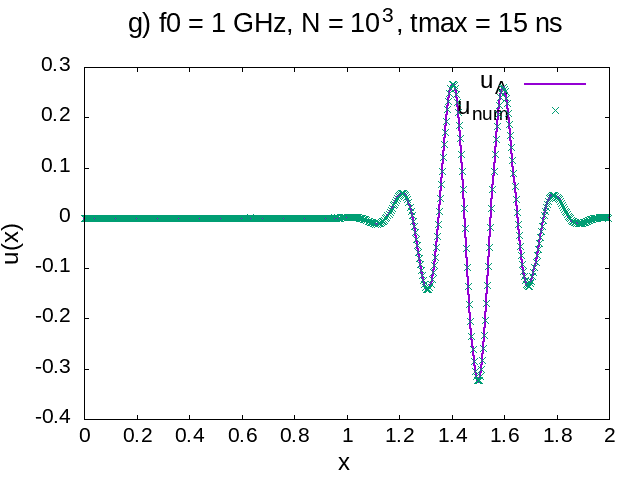 g) f0 = 1 GHz, N = 10³, tmax = 15 ns
u_A
u_num
0.3
0.2
0.1
0
-0.1
-0.2
-0.3
-0.4
u(x)
0 0.2 0.4 0.6 0.8 1 1.2 1.4 1.6 1.8 2
x